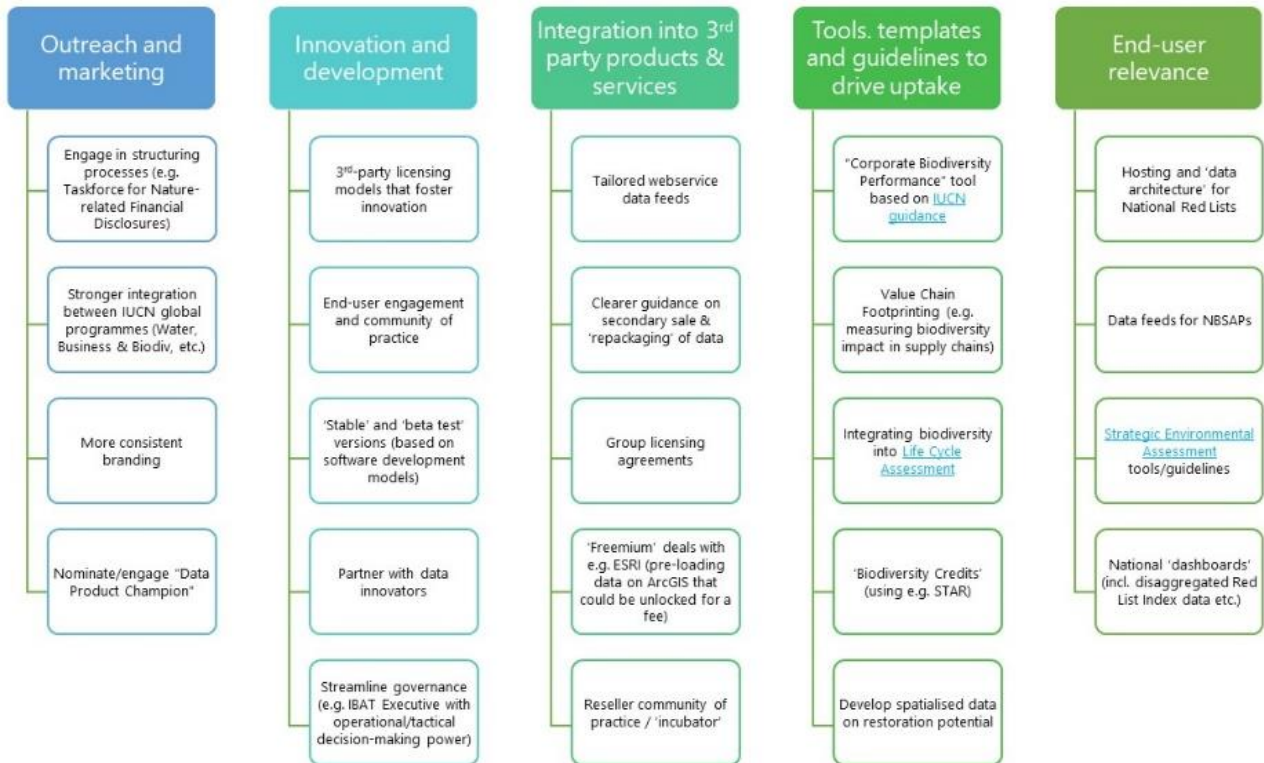 Outreach and
marketing
Engage in structuring
processes (e.g.
Taskforce for Nature-
related Financial
Disclosures)
Stronger integration
between IUCN global
programmes (Water,
Business & Biodiv, etc.)
More consistent
branding
Nominate/engage "Data
Product Champion"
Innovation and
development
3rd-party licensing
models that foster
innovation
End-user engagement
and community of
practice
'Stable' and 'beta test'
versions (based on
software development
models)
Partner with data
innovators
Streamline governance
(e.g. IBAT Executive with
operational/tactical
decision-making power)
Integration into 3rd
party products &
services
Tailored webservice
data feeds
Clearer guidance on
secondary sale &
'repackaging' of data
Group licensing
agreements
'Freemium' deals with
e.g. ESRI (pre-loading
data on ArcGIS that
could be unlocked for a
fee)
Reseller community of
practice / 'incubator'
Tools. templates
and guidelines to
drive uptake
"Corporate Biodiversity
Performance" tool
based on IUCN
guidance
Value Chain
Footprinting (e.g.
measuring biodiversity
impact in supply chains)
Integrating biodiversity
into Life Cycle
Assessment
'Biodiversity Credits'
(using e.g. STAR)
Develop spatialised data
on restoration potential
End-user
relevance
Hosting and 'data
architecture' for
National Red Lists
Data feeds for NBSAPs
Strategic Environmental
Assessment
tools/guidelines
National 'dashboards'
(incl. disaggregated Red
List Index data etc.)